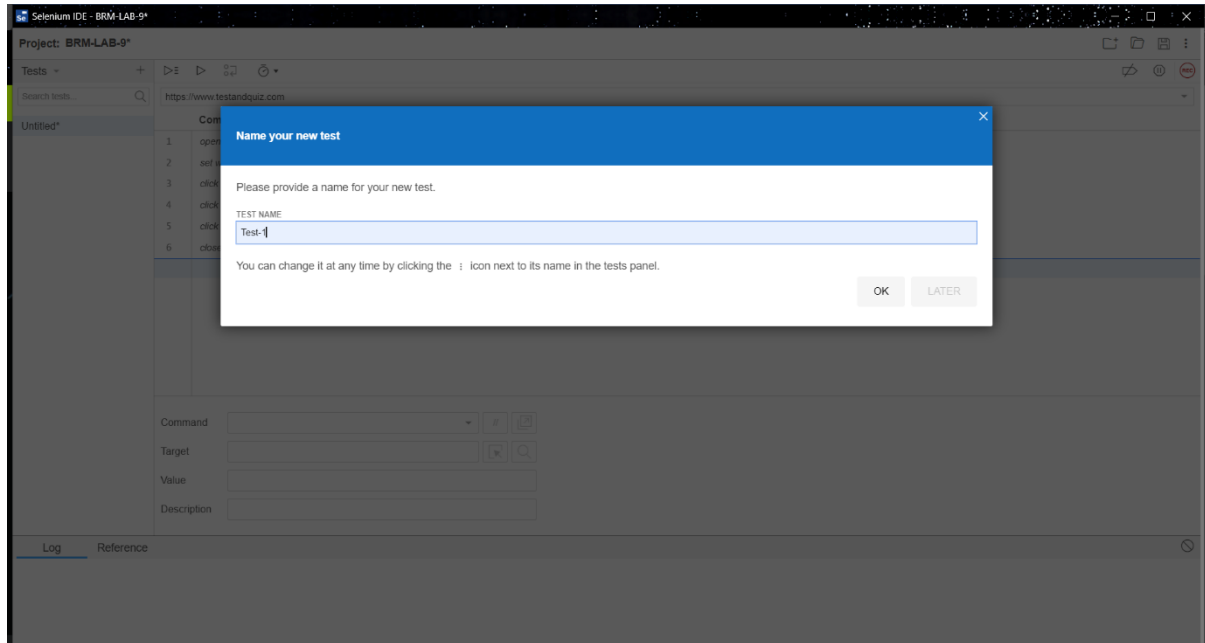 Selenium IDE - BRM-LAB-9*
Project: BRM-LAB-9*
Tests
Search tests...
https://www.testandquiz.com
Untitled*
Com
1 open
2 set
3 click
4 click
5 click
6 close
Name your new test
Please provide a name for your new test.
TEST NAME
Test-1
You can change it at any time by clicking the ⋮ icon next to its name in the tests panel.
OK LATER
Command
Target
Value
Description
Log Reference